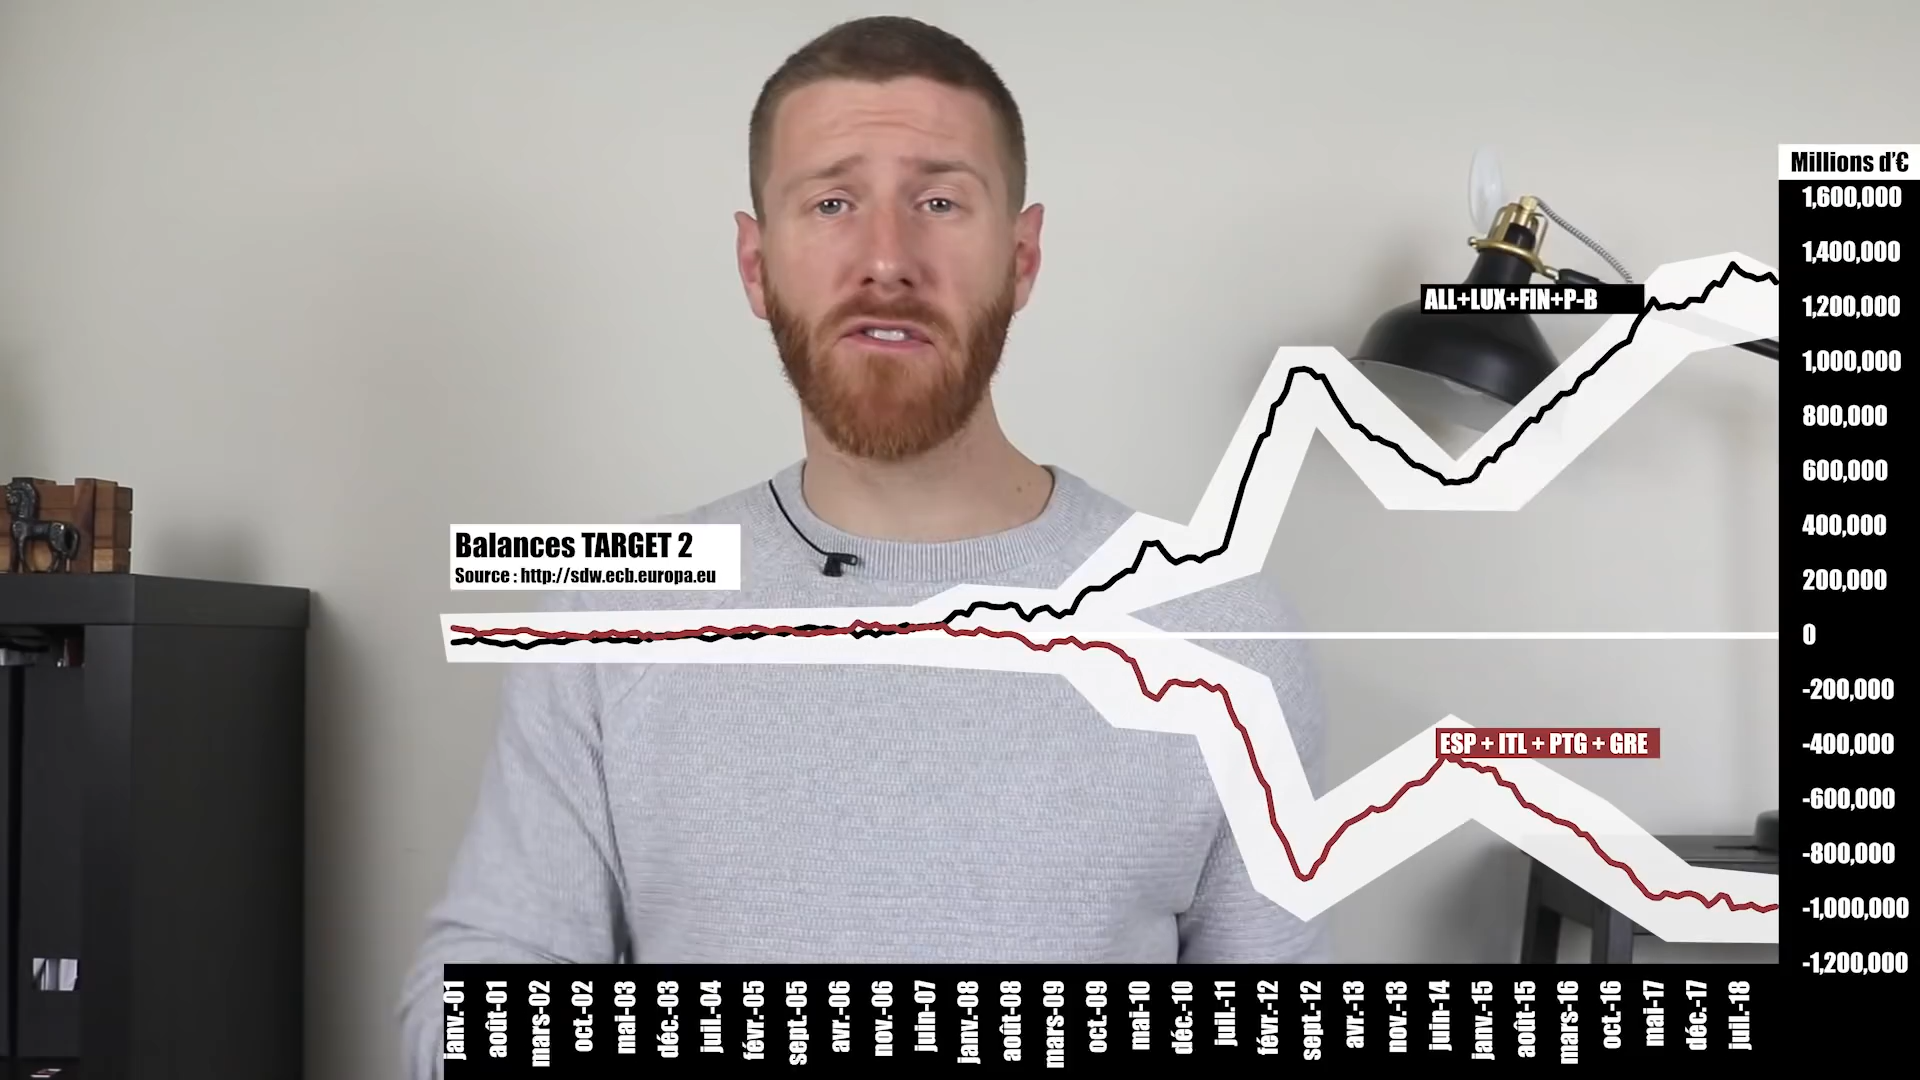 Millions d'€
1,600,000
1,400,000
ALL+LUX+FIN+P-B
1,200,000
1,000,000
800,000
600,000
400,000
Balances TARGET 2
Source : http://sdw.ecb.europa.eu
200,000
0
-200,000
-400,000
ESP + ITL + PTG + GRE
-600,000
-800,000
-1,000,000
-1,200,000
janv.-01
août-01
mars-02
oct.-02
mai-03
déc.-03
juil.-04
févr.-05
sept.-05
avr.-06
nov.-06
juin-07
janv.-08
août-08
mars-09
oct.-09
mai-10
déc.-10
juil.-11
févr.-12
sept.-12
avr.-13
nov.-13
juin-14
janv.-15
août-15
mars-16
oct.-16
mai-17
déc.-17
juil.-18